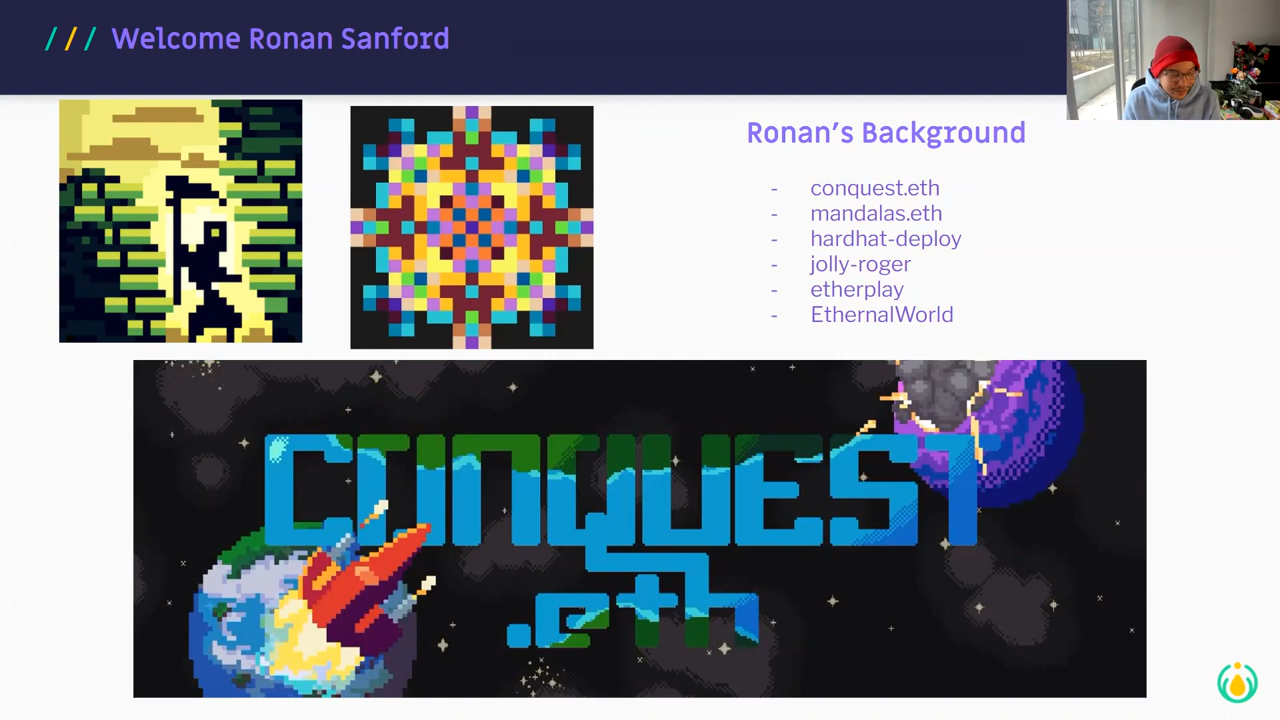 /// Welcome Ronan Sanford
Ronan's Background
- conquest.eth
- mandalas.eth
- hardhat-deploy
- jolly-roger
- etherplay
- EthernalWorld
CONQUEST
.eth